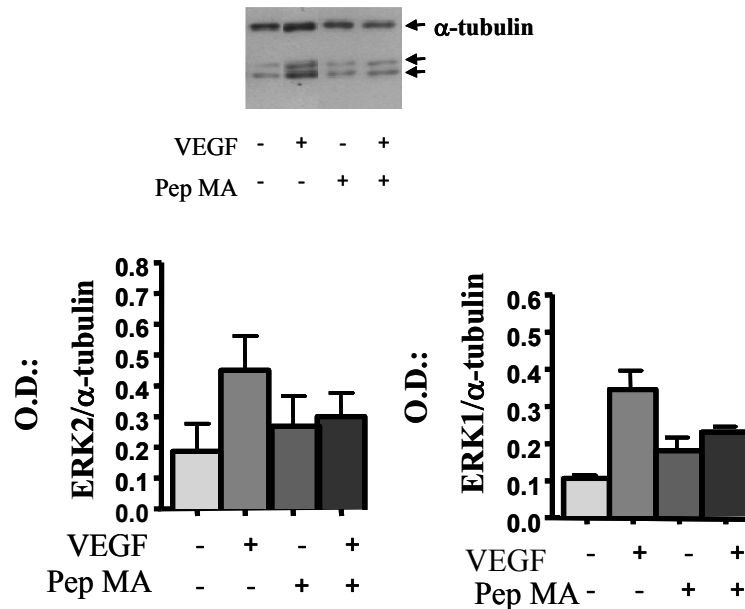 α-tubulin
VEGF - + - +
Pep MA - - + +
O.D.:
ERK2/α-tubulin
0.8
0.7
0.6
0.5
0.4
0.3
0.2
0.1
0.0
VEGF - + - +
Pep MA - - + +
O.D.:
ERK1/α-tubulin
0.6
0.5
0.4
0.3
0.2
0.1
0.0
VEGF - + - +
Pep MA - - + +